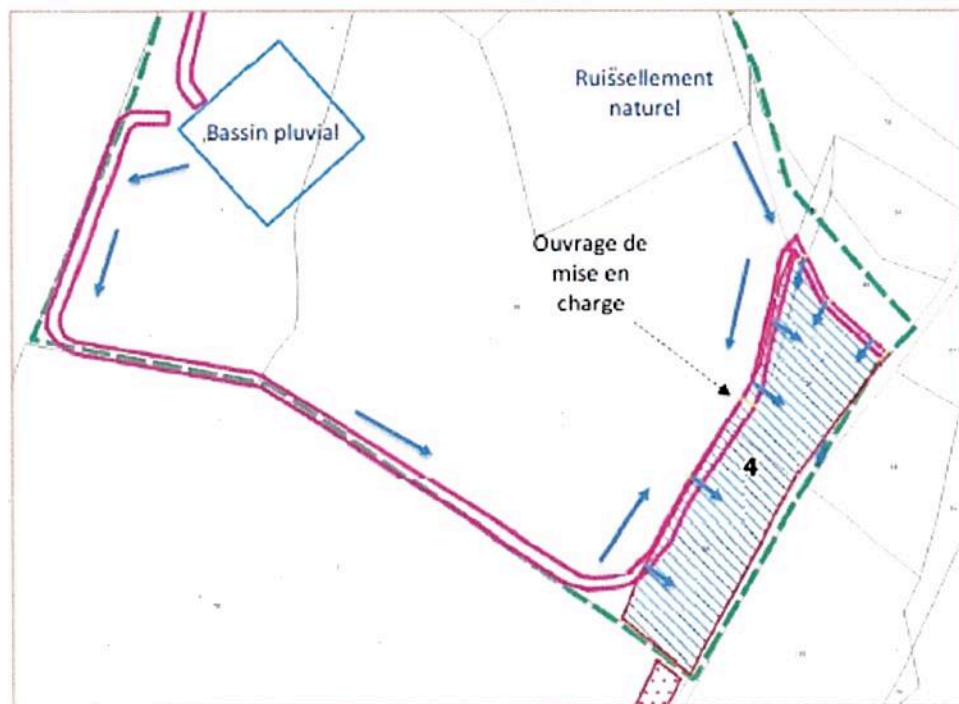 Ruissellement
naturel
Bassin pluvial
Ouvrage de
mise en
charge
4